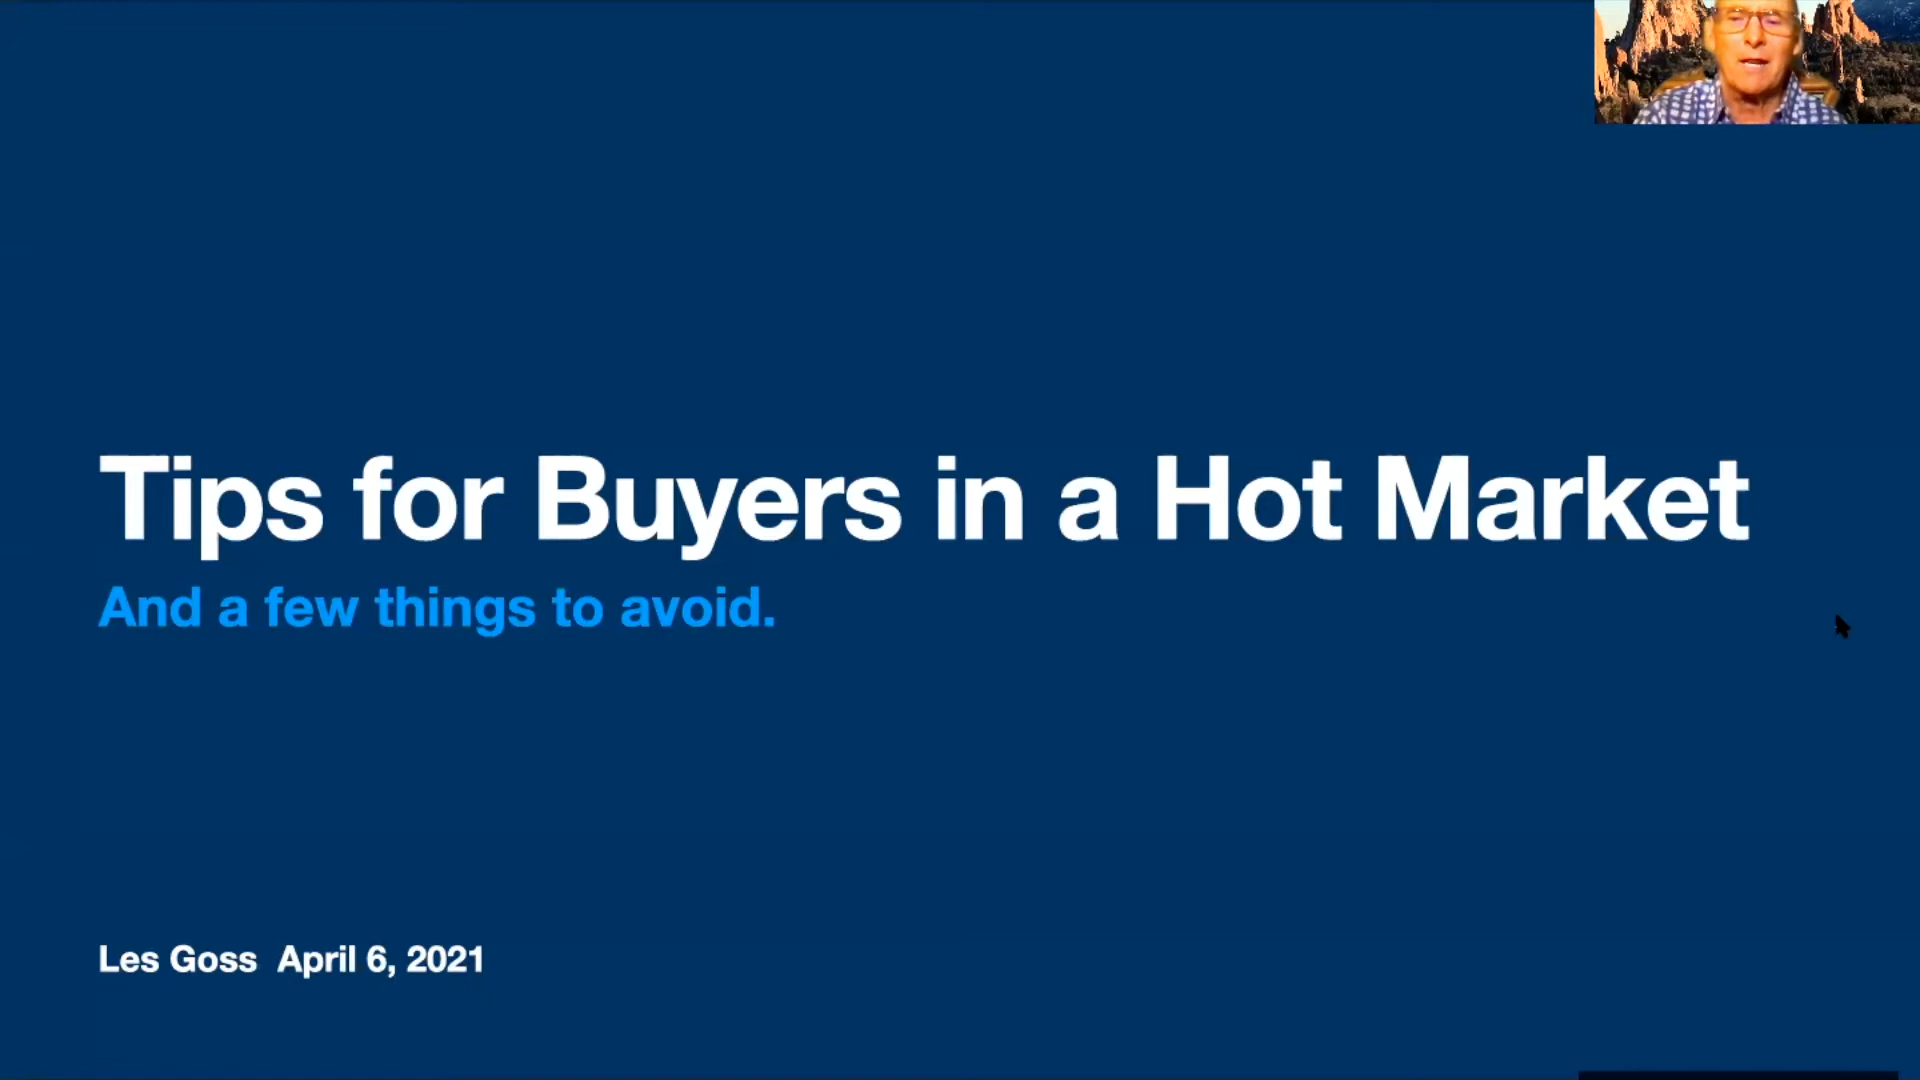 Tips for Buyers in a Hot Market
And a few things to avoid.
Les Goss  April 6, 2021